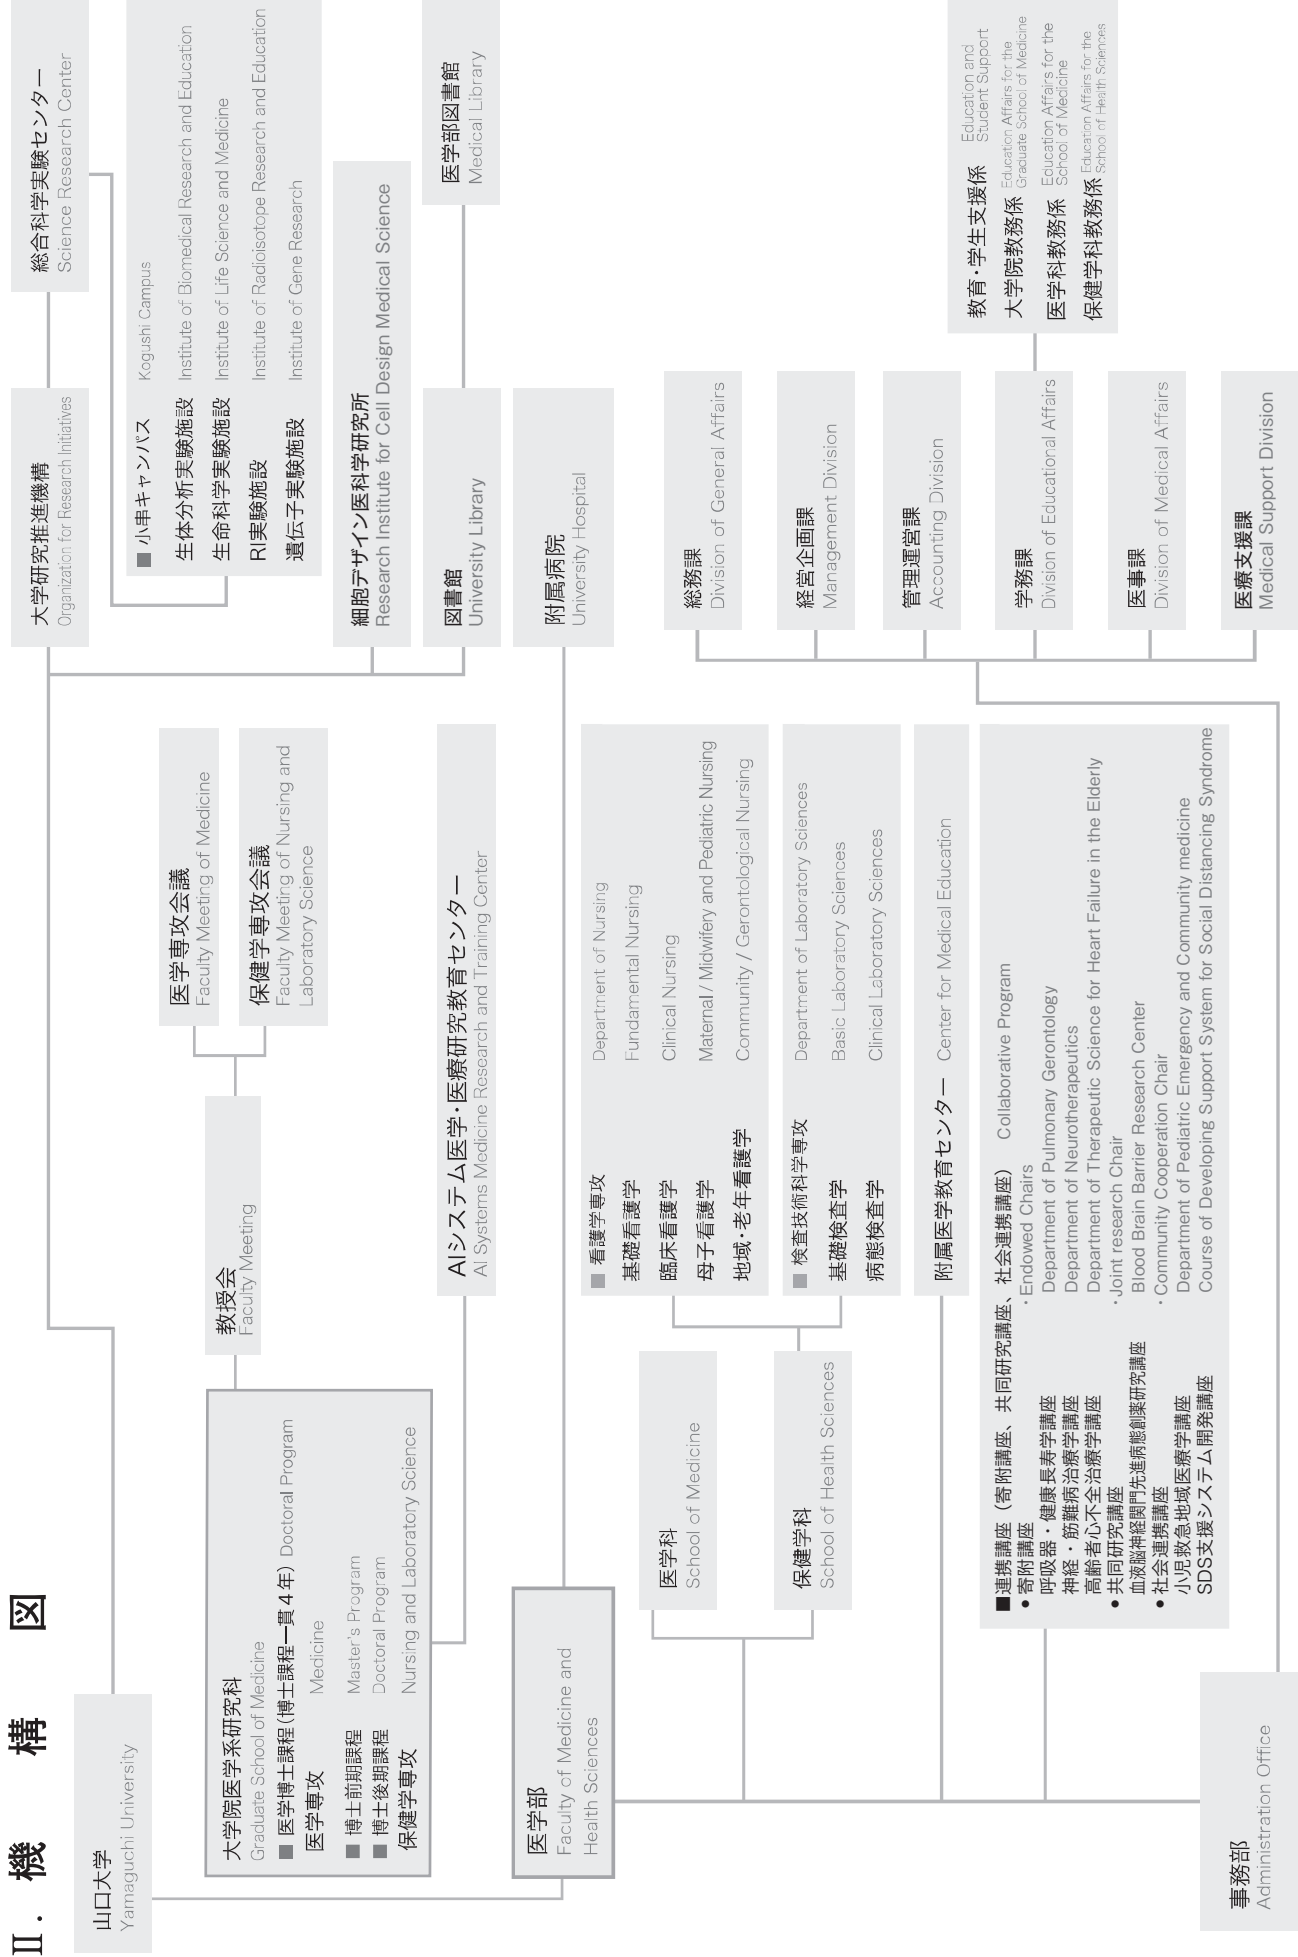 Ⅱ. 機 構 図
山口大学
Yamaguchi University
大学研究推進機構
Organization for Research Initiatives
総合科学実験センター
Science Research Center
■ 小串キャンパス Kogushi Campus
生体分析実験施設 Institute of Biomedical Research and Education
生命科学実験施設 Institute of Life Science and Medicine
RI実験施設 Institute of Radioisotope Research and Education
遺伝子実験施設 Institute of Gene Research
細胞デザイン医科学研究所
Research Institute for Cell Design Medical Science
図書館
University Library
医学部図書館
Medical Library
大学院医学系研究科
Graduate School of Medicine
■ 医学博士課程(博士課程一貫4年) Doctoral Program
医学専攻 Medicine
■ 博士前期課程 Master's Program
■ 博士後期課程 Doctoral Program
保健学専攻 Nursing and Laboratory Science
教授会
Faculty Meeting
医学専攻会議
Faculty Meeting of Medicine
保健学専攻会議
Faculty Meeting of Nursing and
Laboratory Science
AIシステム医学・医療研究教育センター
AI Systems Medicine Research and Training Center
医学部
Faculty of Medicine and
Health Sciences
附属病院
University Hospital
医学科
School of Medicine
保健学科
School of Health Sciences
■ 看護学専攻 Department of Nursing
基礎看護学 Fundamental Nursing
臨床看護学 Clinical Nursing
母子看護学 Maternal / Midwifery and Pediatric Nursing
地域・老年看護学 Community / Gerontological Nursing
■ 検査技術科学専攻 Department of Laboratory Sciences
基礎検査学 Basic Laboratory Sciences
病態検査学 Clinical Laboratory Sciences
附属医学教育センター Center for Medical Education
■連携講座（寄附講座、共同研究講座、社会連携講座） Collaborative Program
●寄附講座 ・Endowed Chairs
呼吸器・健康長寿学講座 Department of Pulmonary Gerontology
神経・筋難病治療学講座 Department of Neurotherapeutics
高齢者心不全治療学講座 Department of Therapeutic Science for Heart Failure in the Elderly
●共同研究講座 ・Joint research Chair
血液脳神経関門先進病態創薬研究講座 Blood Brain Barrier Research Center
●社会連携講座 ・Community Cooperation Chair
小児救急地域医療学講座 Department of Pediatric Emergency and Community medicine
SDS支援システム開発講座 Course of Developing Support System for Social Distancing Syndrome
事務部
Administration Office
総務課
Division of General Affairs
経営企画課
Management Division
管理運営課
Accounting Division
学務課
Division of Educational Affairs
医事課
Division of Medical Affairs
医療支援課
Medical Support Division
教育・学生支援係 Education and
Student Support
大学院教務係 Education Affairs for the
Graduate School of Medicine
医学科教務係 Education Affairs for the
School of Medicine
保健学科教務係 Education Affairs for the
School of Health Sciences